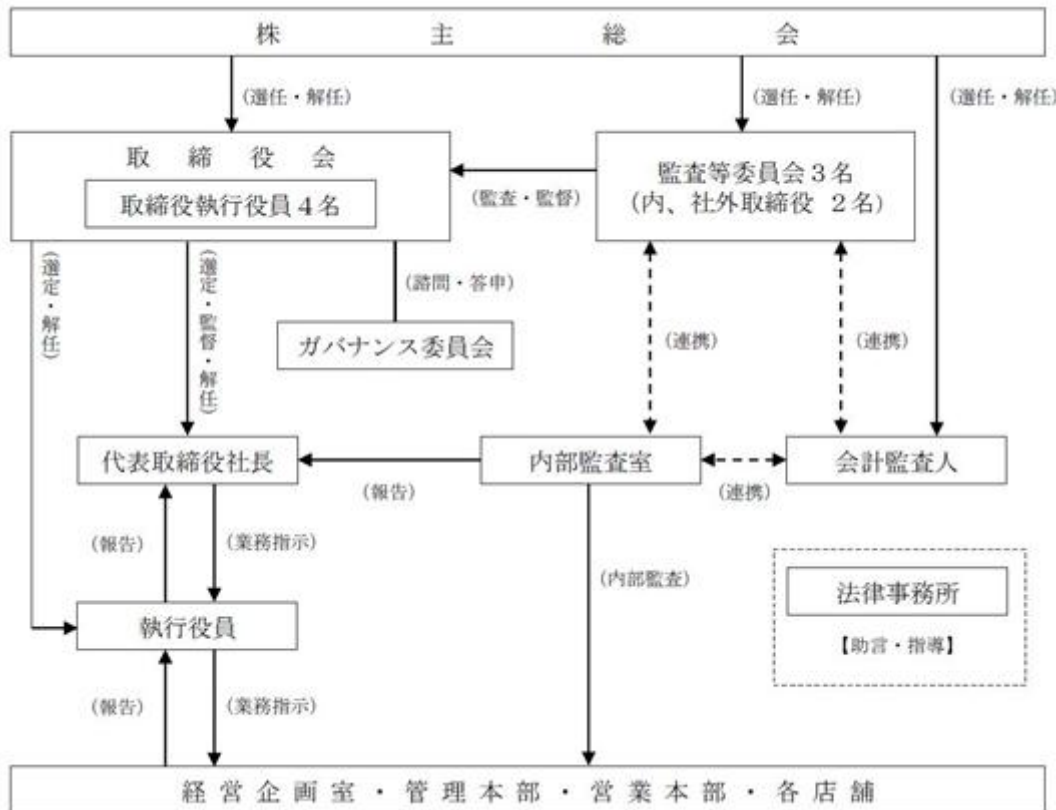 株主総会
(選任・解任)
(選任・解任)
(選任・解任)
取締役会
取締役執行役員4名
監査等委員会3名
(内、社外取締役 2名)
(監査・監督)
(選定・解任)
(選定・監督・解任)
(諮問・答申)
ガバナンス委員会
(連携)
(連携)
代表取締役社長
内部監査室
会計監査人
(報告)
(連携)
(報告)
(業務指示)
(内部監査)
法律事務所
【助言・指導】
執行役員
(報告)
(業務指示)
経営企画室・管理本部・営業本部・各店舗